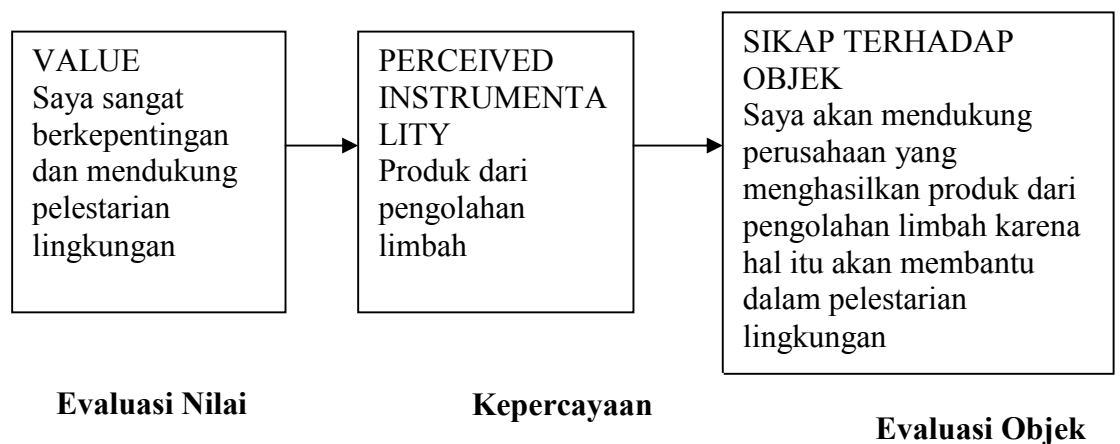 VALUE
Saya sangat
berkepentingan
dan mendukung
pelestarian
lingkungan
PERCEIVED
INSTRUMENTA
LITY
Produk dari
pengolahan
limbah
SIKAP TERHADAP
OBJEK
Saya akan mendukung
perusahaan yang
menghasilkan produk dari
pengolahan limbah karena
hal itu akan membantu
dalam pelestarian
lingkungan
Evaluasi Nilai
Kepercayaan
Evaluasi Objek